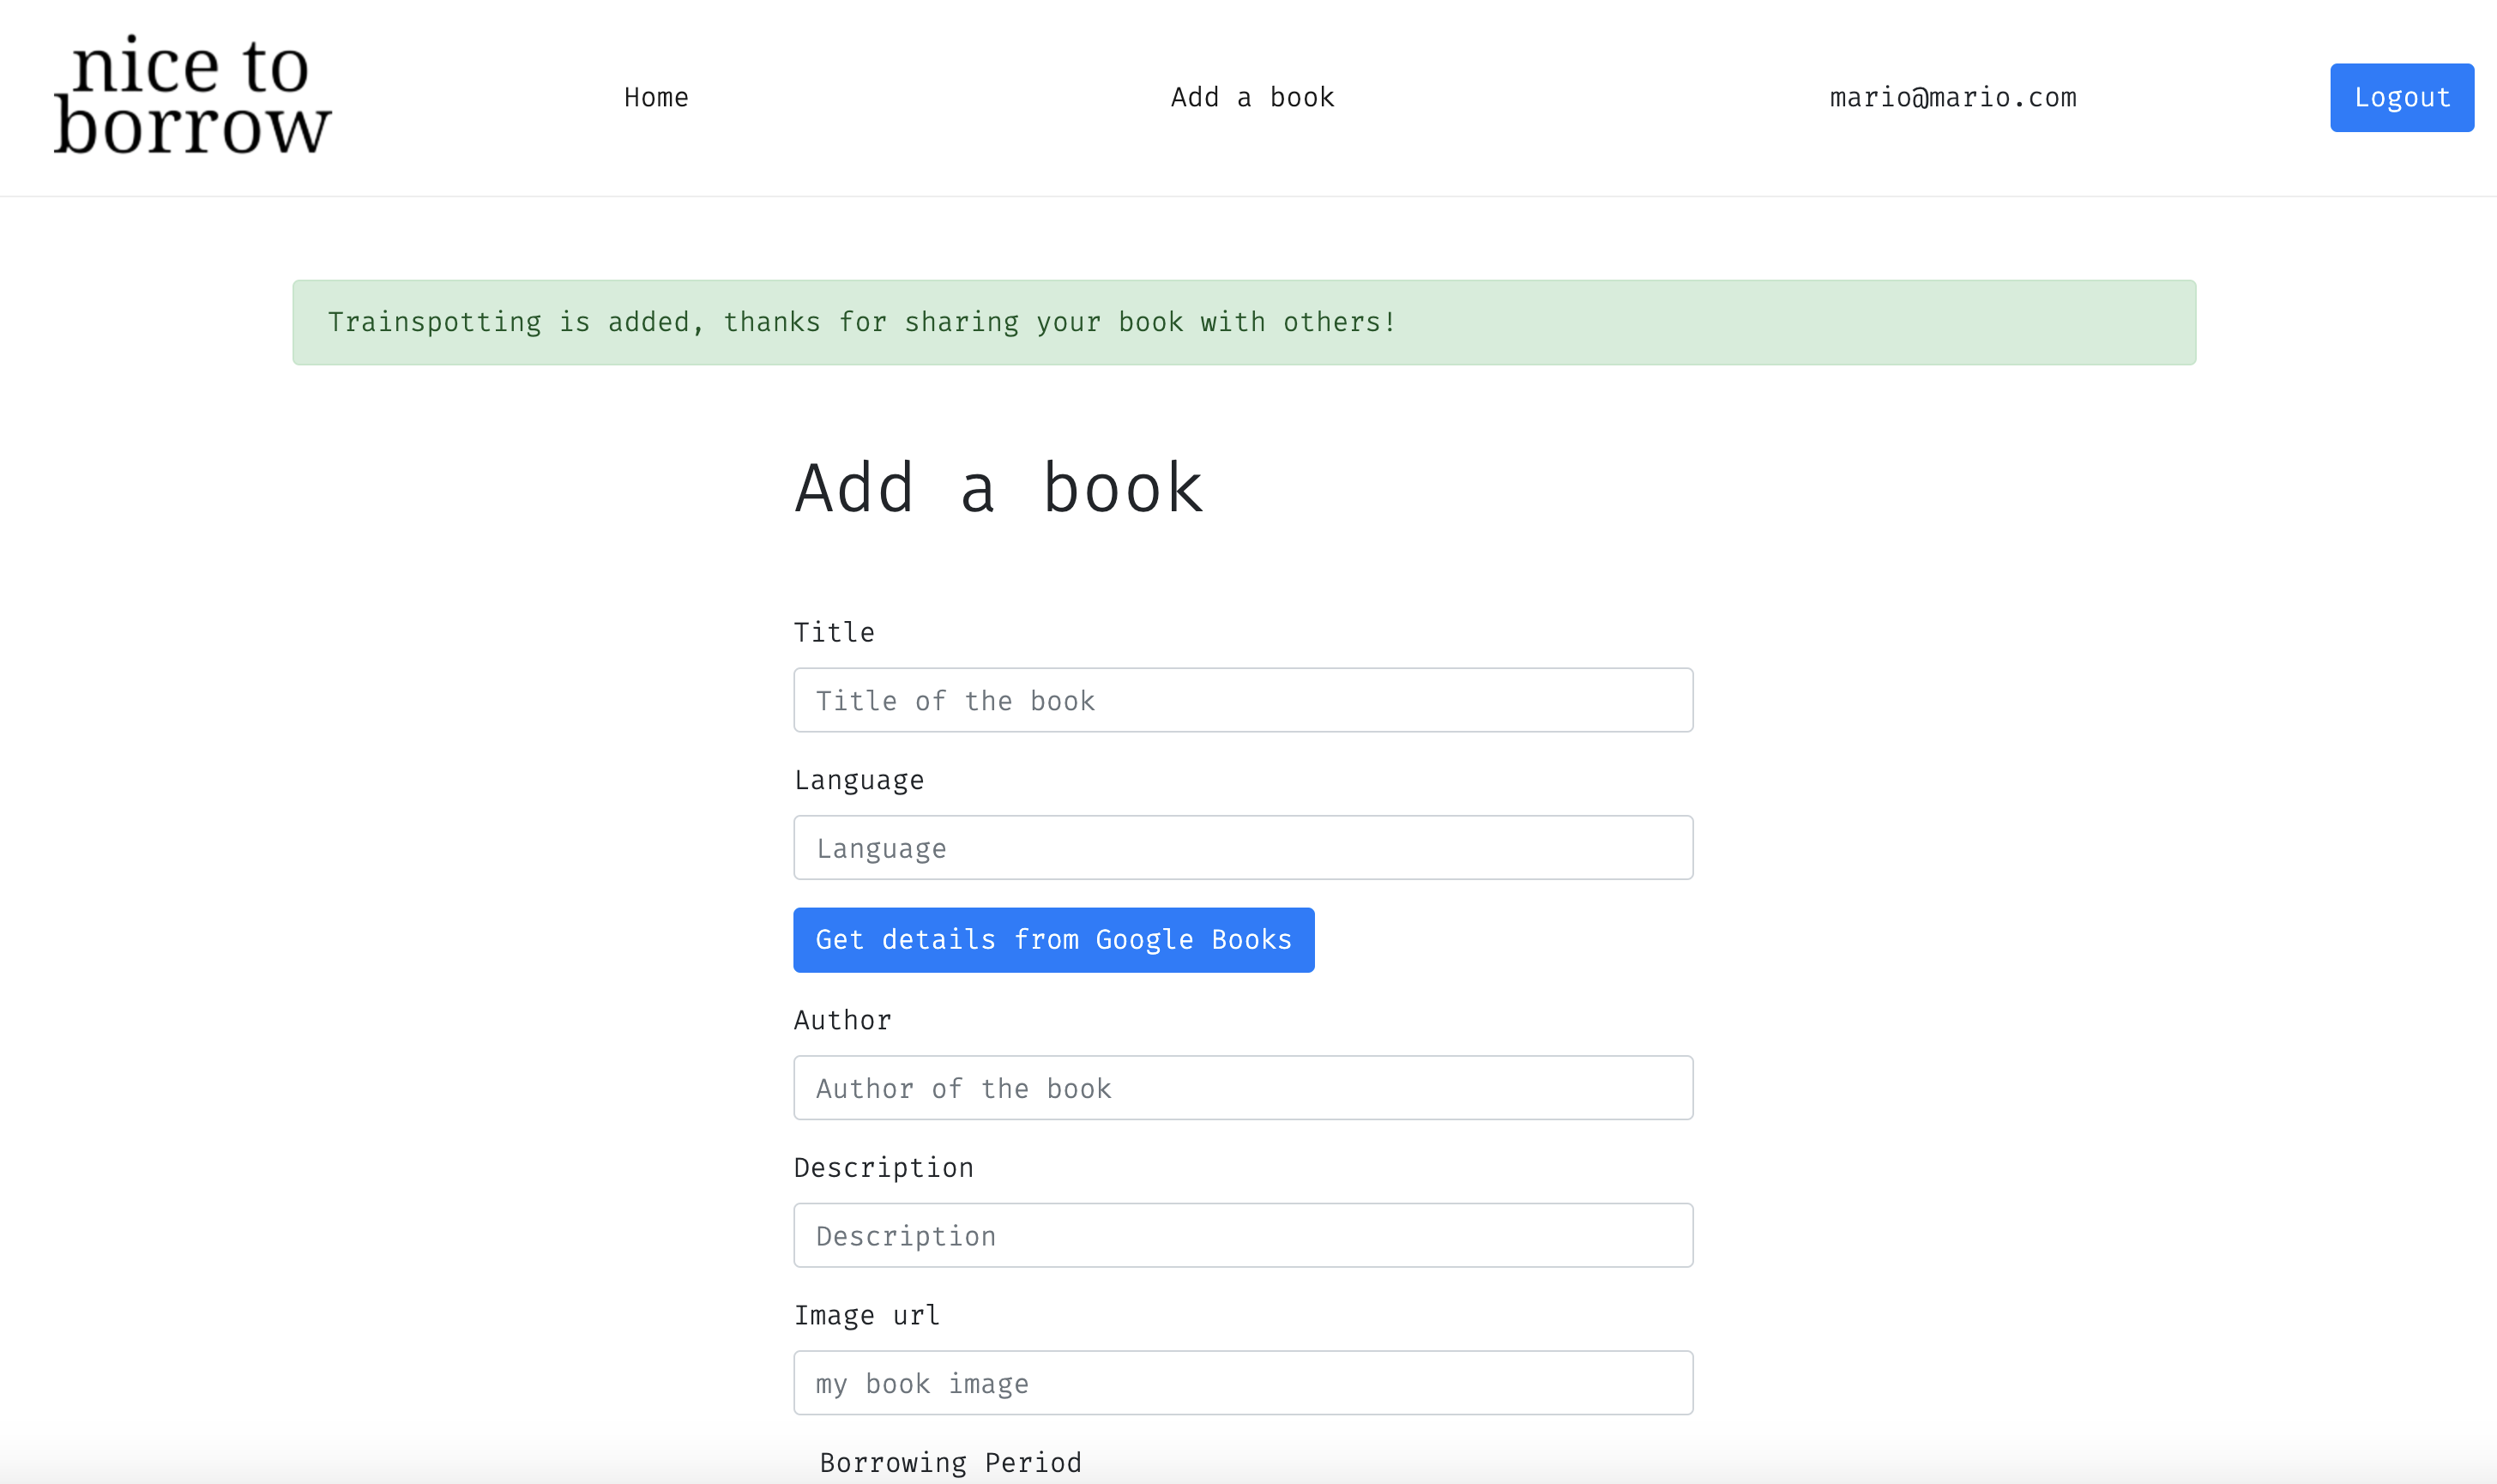 nice to
borrow
Home
Add a book
mario@mario.com
Logout
Trainspotting is added, thanks for sharing your book with others!
Add a book
Title
Title of the book
Language
Language
Get details from Google Books
Author
Author of the book
Description
Description
Image url
my book image
Borrowing Period